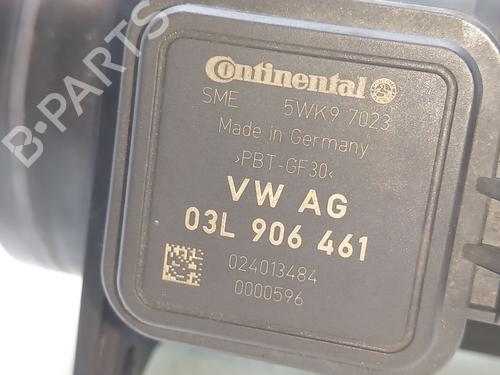 Continental
SME 5WK9 7023
Made in Germany
>PBT-GF30<
VW AG
03L 906 461
024013484
0000596
B-PARTS